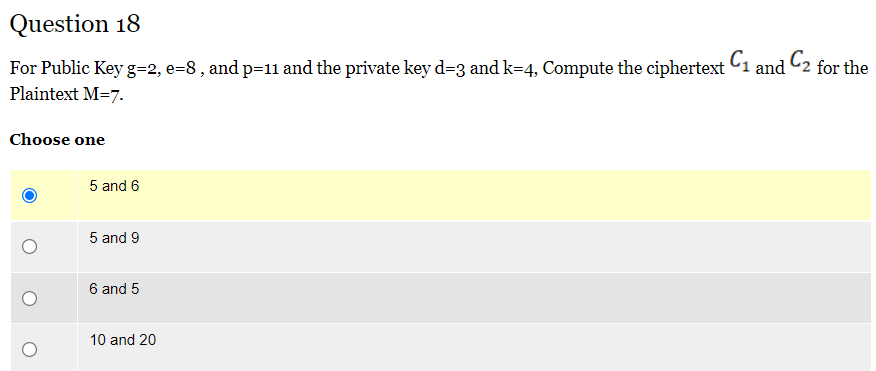 Question 18
For Public Key g=2, e=8 , and p=11 and the private key d=3 and k=4, Compute the ciphertext C₁ and C₂ for the
Plaintext M=7.
Choose one
5 and 6
5 and 9
6 and 5
10 and 20